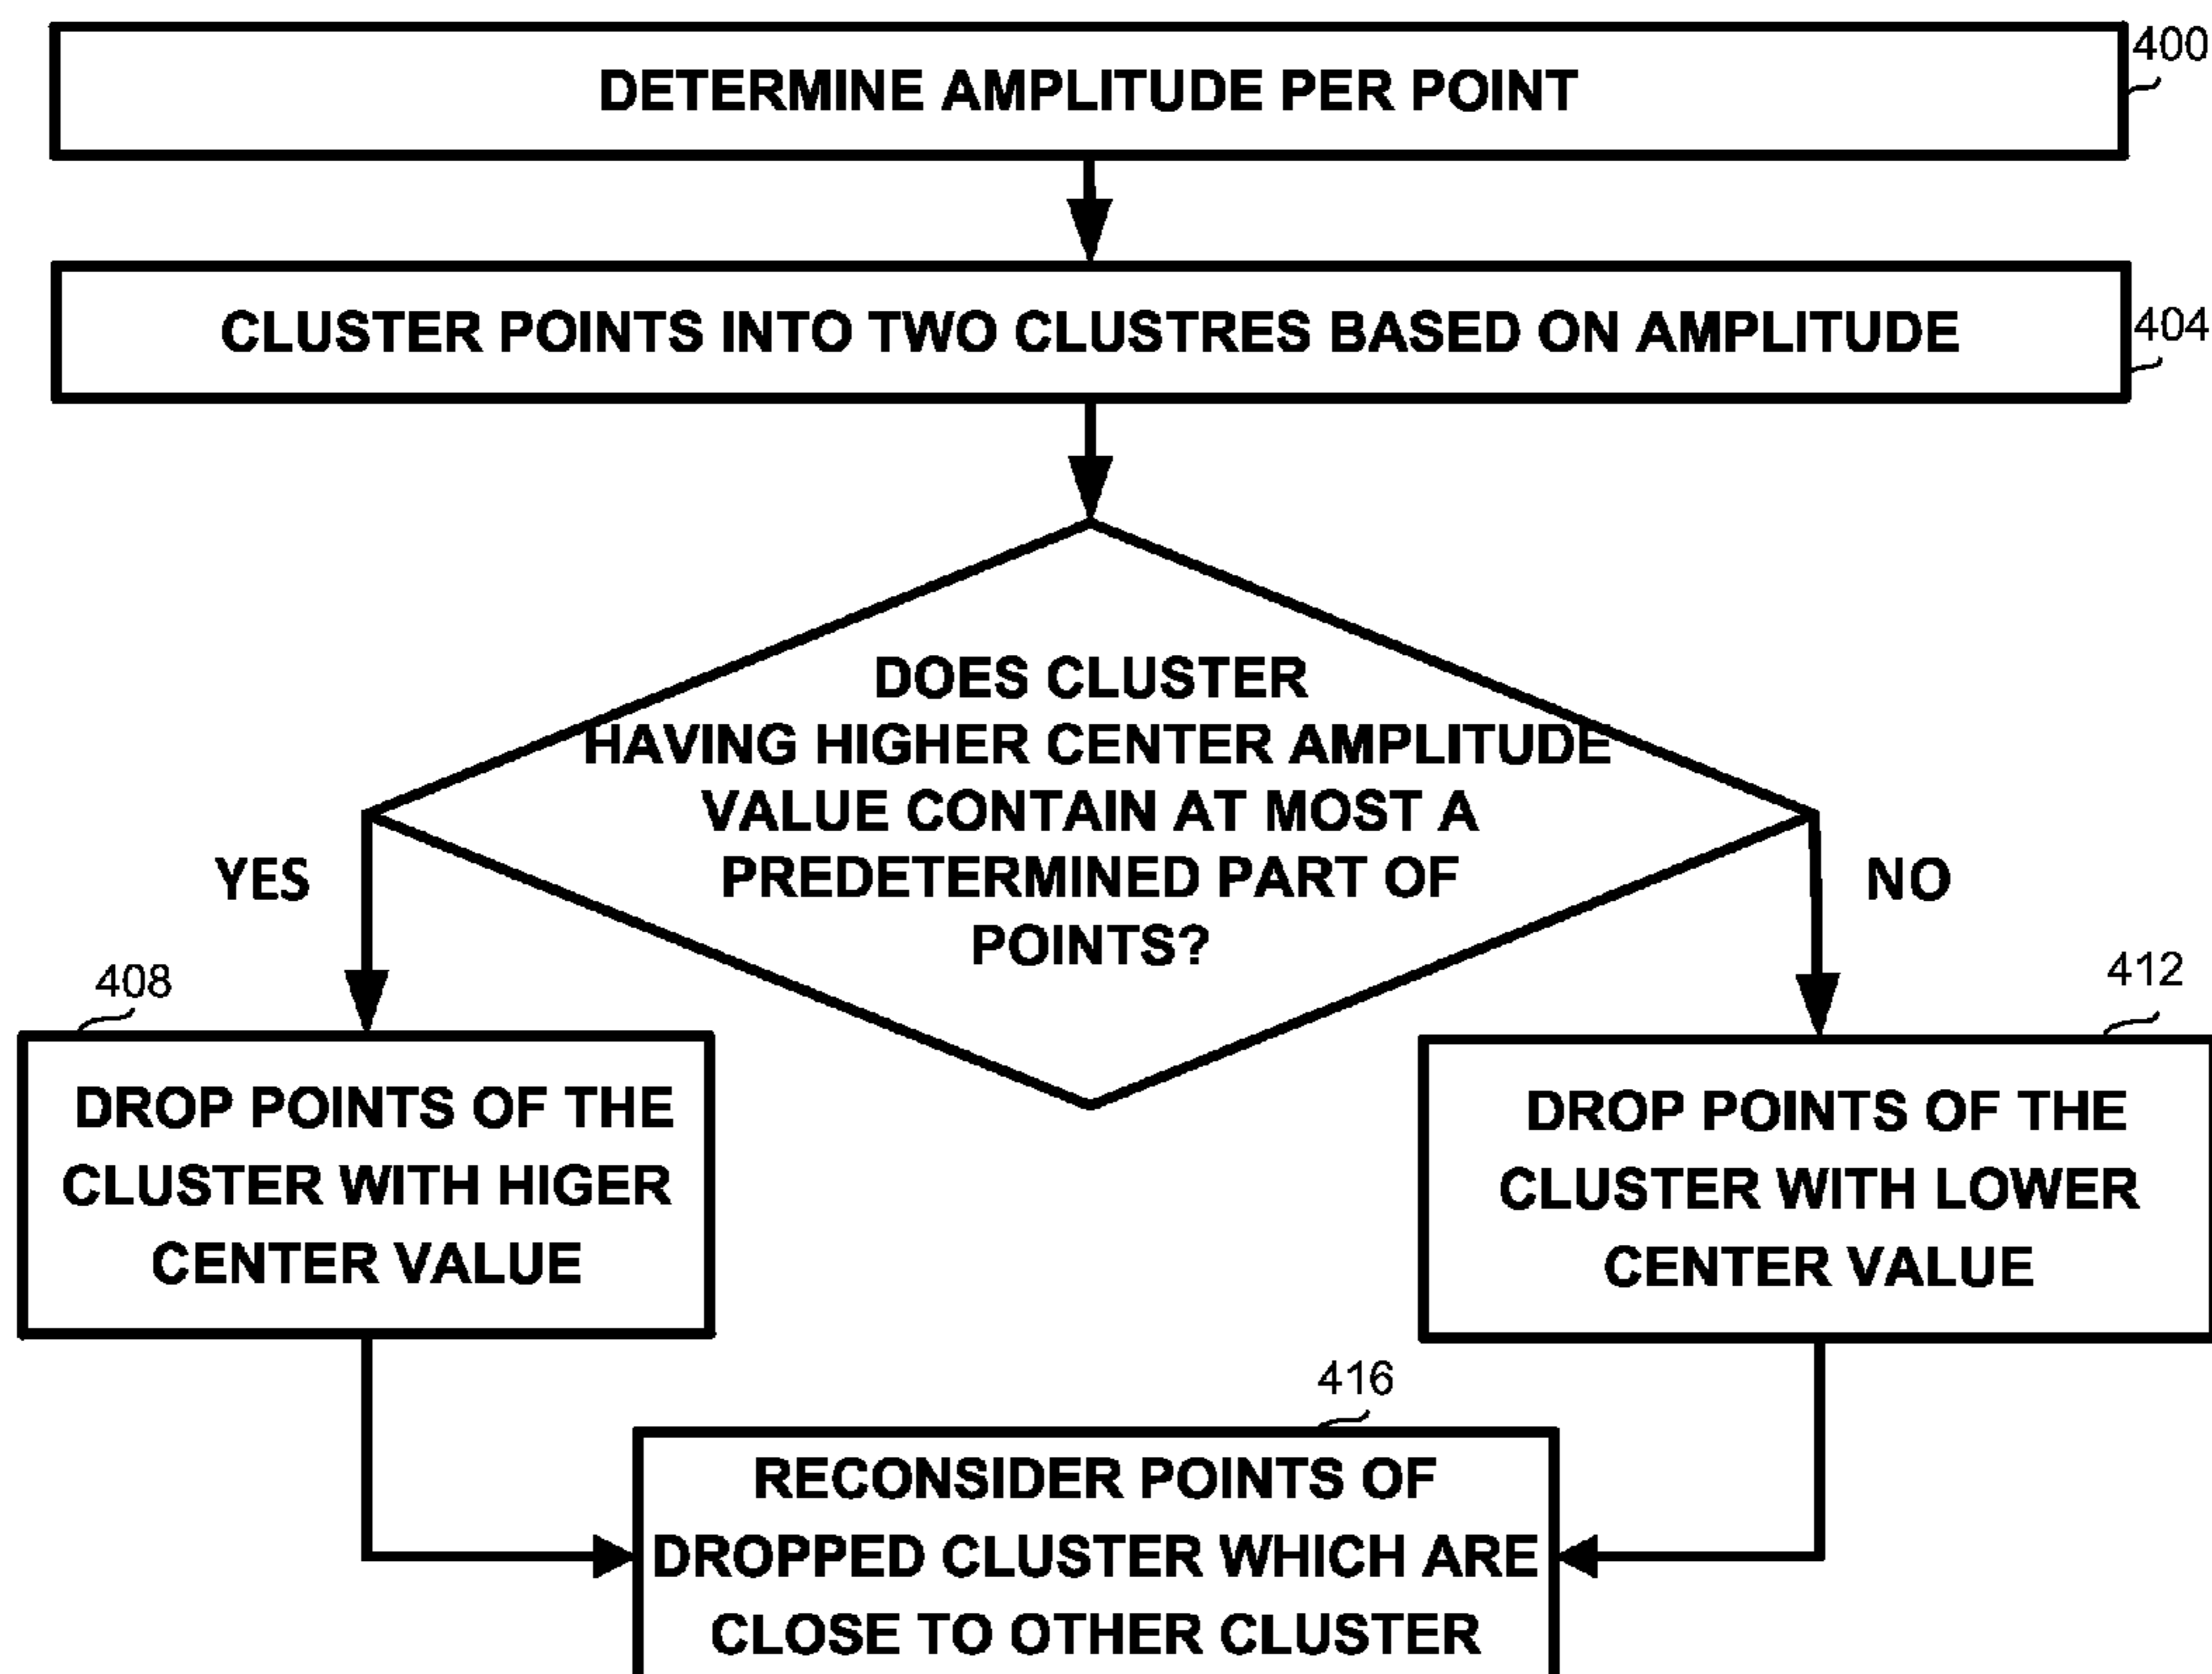 400
DETERMINE AMPLITUDE PER POINT
CLUSTER POINTS INTO TWO CLUSTRES BASED ON AMPLITUDE
404
DOES CLUSTER
HAVING HIGHER CENTER AMPLITUDE
VALUE CONTAIN AT MOST A
PREDETERMINED PART OF
POINTS?
YES
NO
408
DROP POINTS OF THE
CLUSTER WITH HIGER
CENTER VALUE
412
DROP POINTS OF THE
CLUSTER WITH LOWER
CENTER VALUE
416
RECONSIDER POINTS OF
DROPPED CLUSTER WHICH ARE
CLOSE TO OTHER CLUSTER